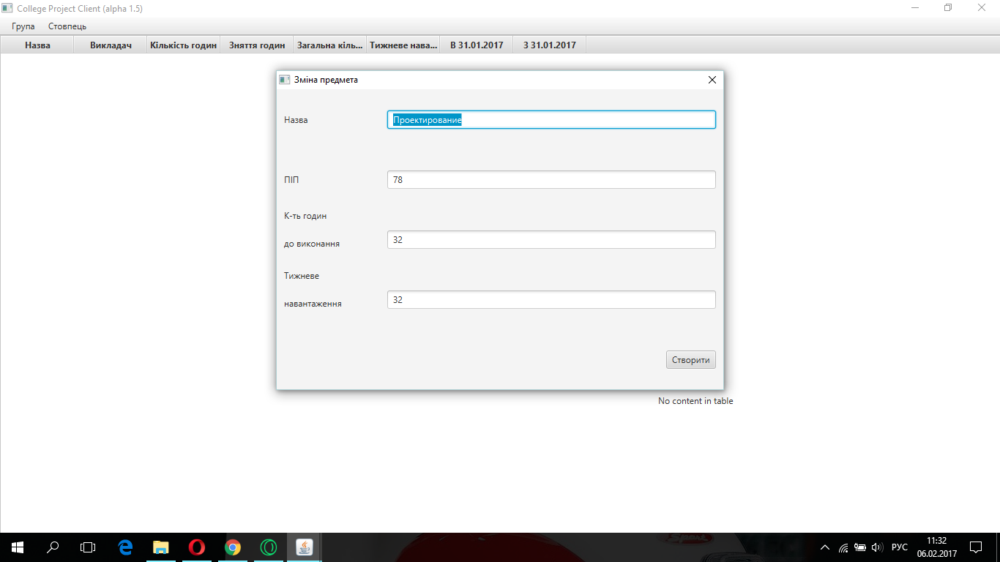 College Project Client (alpha 1.5)
Група Стовпець
Назва Викладач Кількість годин Зняття годин Загальна кіль... Тижневе нава... В 31.01.2017 З 31.01.2017
Зміна предмета
Назва Проектирование
ПІП 78
К-ть годин
до виконання 32
Тижневе
навантаження 32
Створити
No content in table
Sport
РУС
11:32
06.02.2017